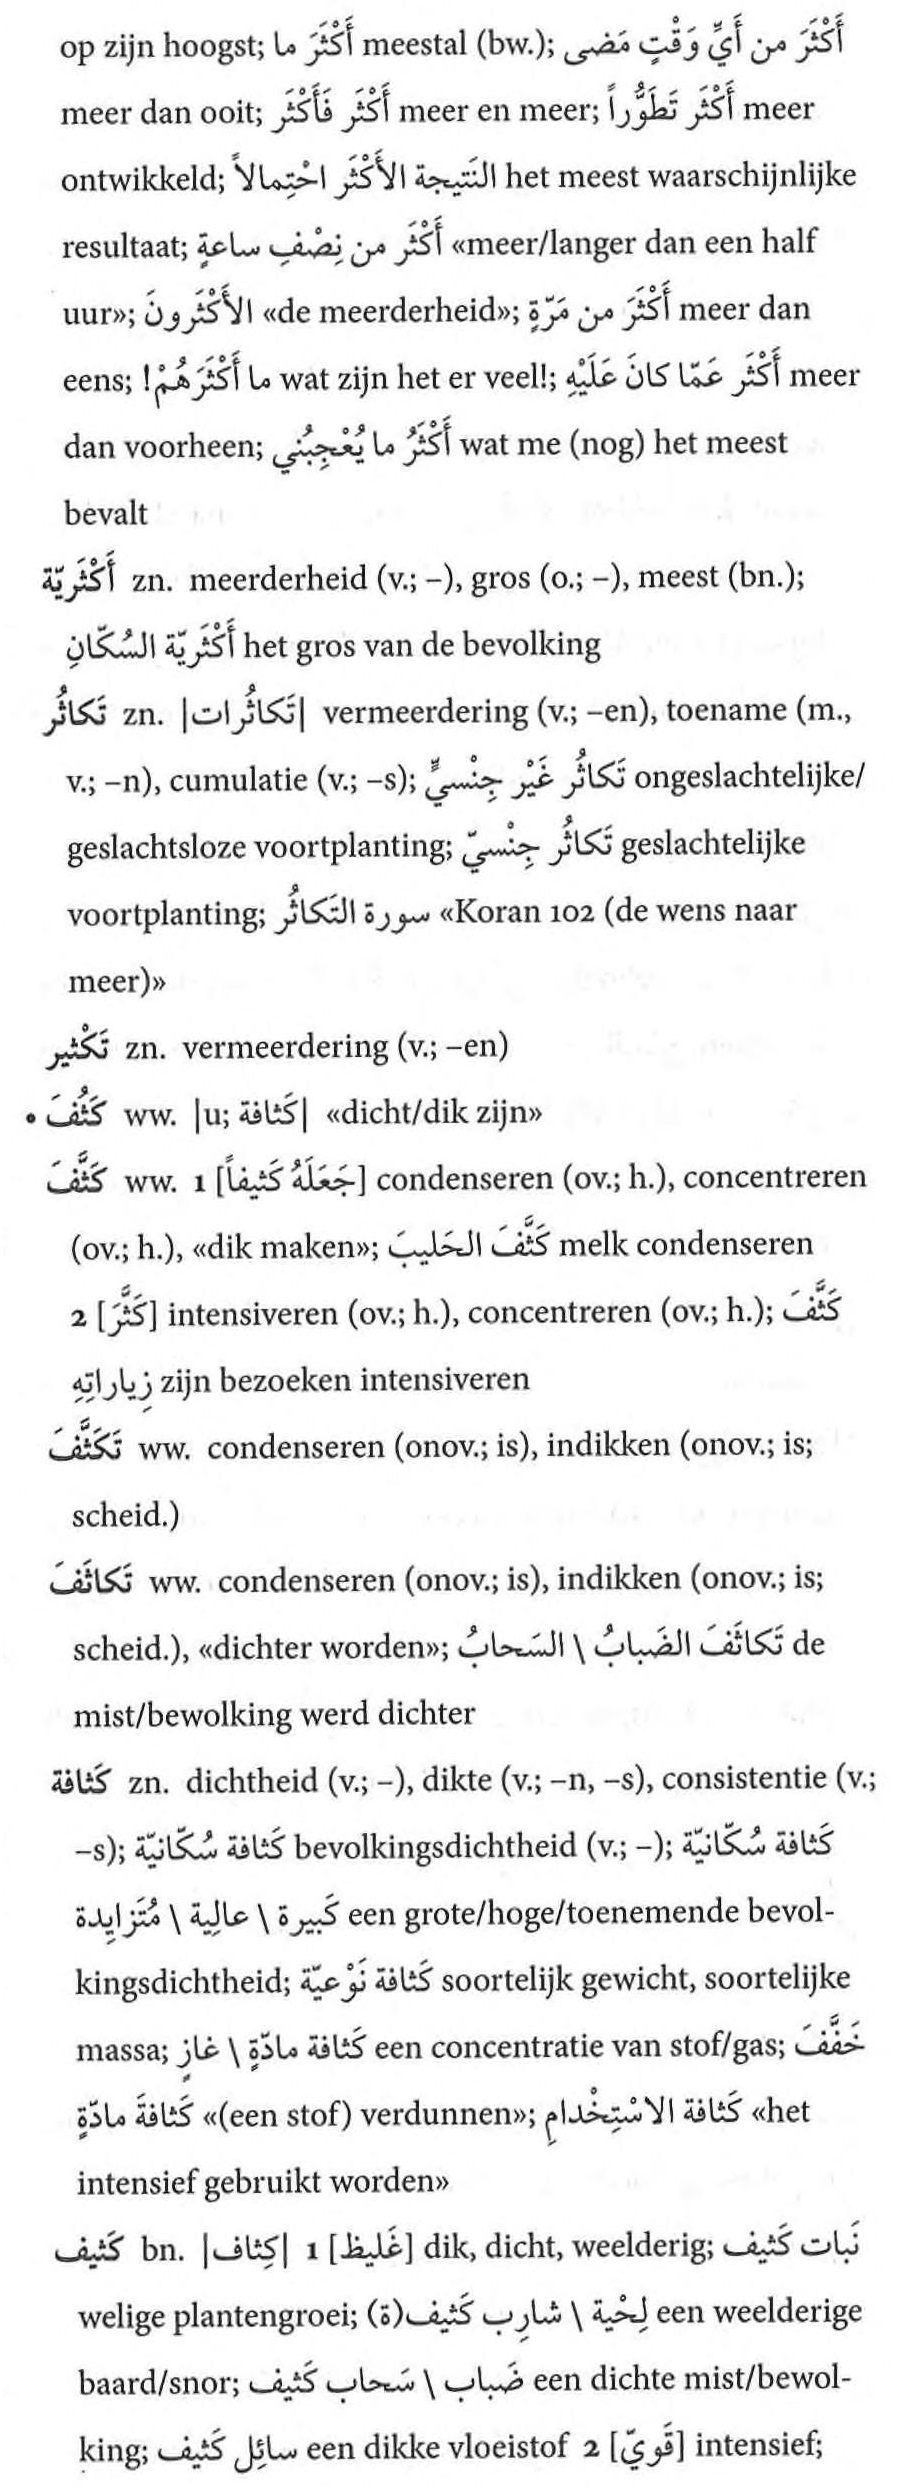 op zijn hoogst; أَكْثَرَ ما meestal (bw.); أَكْثَرَ من أَيِّ وَقْتٍ مَضى
meer dan ooit; أَكْثَر فَأَكْثَر meer en meer; أَكْثَر تَطَوُّراً meer
ontwikkeld; النَتيجة الأَكْثَر احْتِمالاً het meest waarschijnlijke
resultaat; أَكْثَر من نِصْفِ ساعةٍ «meer/langer dan een half
uur»; الأَكْثَرونَ «de meerderheid»; أَكْثَرَ من مَرّةٍ meer dan
eens; ما أَكْثَرَهُمْ! wat zijn het er veel!; أَكْثَر عَمّا كانَ عَلَيْهِ meer
dan voorheen; أَكْثَرُ ما يُعْجِبُني wat me (nog) het meest
bevalt
أَكْثَريّة zn. meerderheid (v.; –), gros (o.; –), meest (bn.);
أَكْثَريّة السُكّانِ het gros van de bevolking
تَكاثُر zn. |تَكاثُرات| vermeerdering (v.; –en), toename (m.,
v.; –n), cumulatie (v.; –s); تَكاثُر غَيْر جِنْسيٍّ ongeslachtelijke/
geslachtsloze voortplanting; تَكاثُر جِنْسيّ geslachtelijke
voortplanting; سورة التَكاثُر «Koran 102 (de wens naar
meer)»
تَكْثير zn. vermeerdering (v.; –en)
• كَثُفَ ww. |u; كَثافة| «dicht/dik zijn»
كَثَّفَ ww. 1 [جَعَلَهُ كَثيفاً] condenseren (ov.; h.), concentreren
(ov.; h.), «dik maken»; كَثَّفَ الحَليبَ melk condenseren
2 [كَثَّرَ] intensiveren (ov.; h.), concentreren (ov.; h.); كَثَّفَ
زِياراتِهِ zijn bezoeken intensiveren
تَكَثَّفَ ww. condenseren (onov.; is), indikken (onov.; is;
scheid.)
تَكاثَفَ ww. condenseren (onov.; is), indikken (onov.; is;
scheid.), «dichter worden»; تَكاثَفَ الضَبابُ \ السَحابُ de
mist/bewolking werd dichter
كَثافة zn. dichtheid (v.; –), dikte (v.; –n, –s), consistentie (v.;
–s); كَثافة سُكّانيّة bevolkingsdichtheid (v.; –); كَثافة سُكّانيّة
كَبيرة \ عالِية \ مُتَزايِدة een grote/hoge/toenemende bevol-
kingsdichtheid; كَثافة نَوْعيّة soortelijk gewicht, soortelijke
massa; كَثافة مادّةٍ \ غازٍ een concentratie van stof/gas; خَفَّفَ
كَثافةَ مادّةٍ «(een stof) verdunnen»; كَثافة الاسْتِخْدامِ «het
intensief gebruikt worden»
كَثيف bn. |كِثاف| 1 [غَليظ] dik, dicht, weelderig; نَبات كَثيف
welige plantengroei; لِحْية \ شارِب كَثيف(ة) een weelderige
baard/snor; ضَباب \ سَحاب كَثيف een dichte mist/bewol-
king; سائِل كَثيف een dikke vloeistof 2 [قَويّ] intensief;